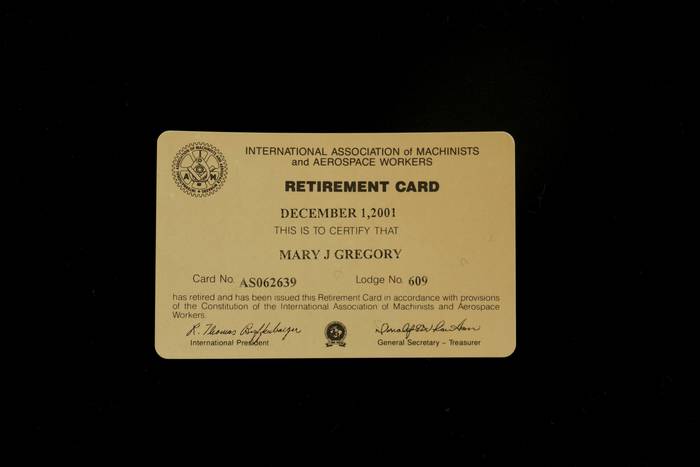 INTERNATIONAL ASSOCIATION of MACHINISTS
and AEROSPACE WORKERS
RETIREMENT CARD
DECEMBER 1,2001
THIS IS TO CERTIFY THAT
MARY J GREGORY
Card No. AS062639 Lodge No. 609
has retired and has been issued this Retirement Card in accordance with provisions
of the Constitution of the International Association of Machinists and Aerospace
Workers.
R. Thomas Buffenbarger
International President General Secretary – Treasurer